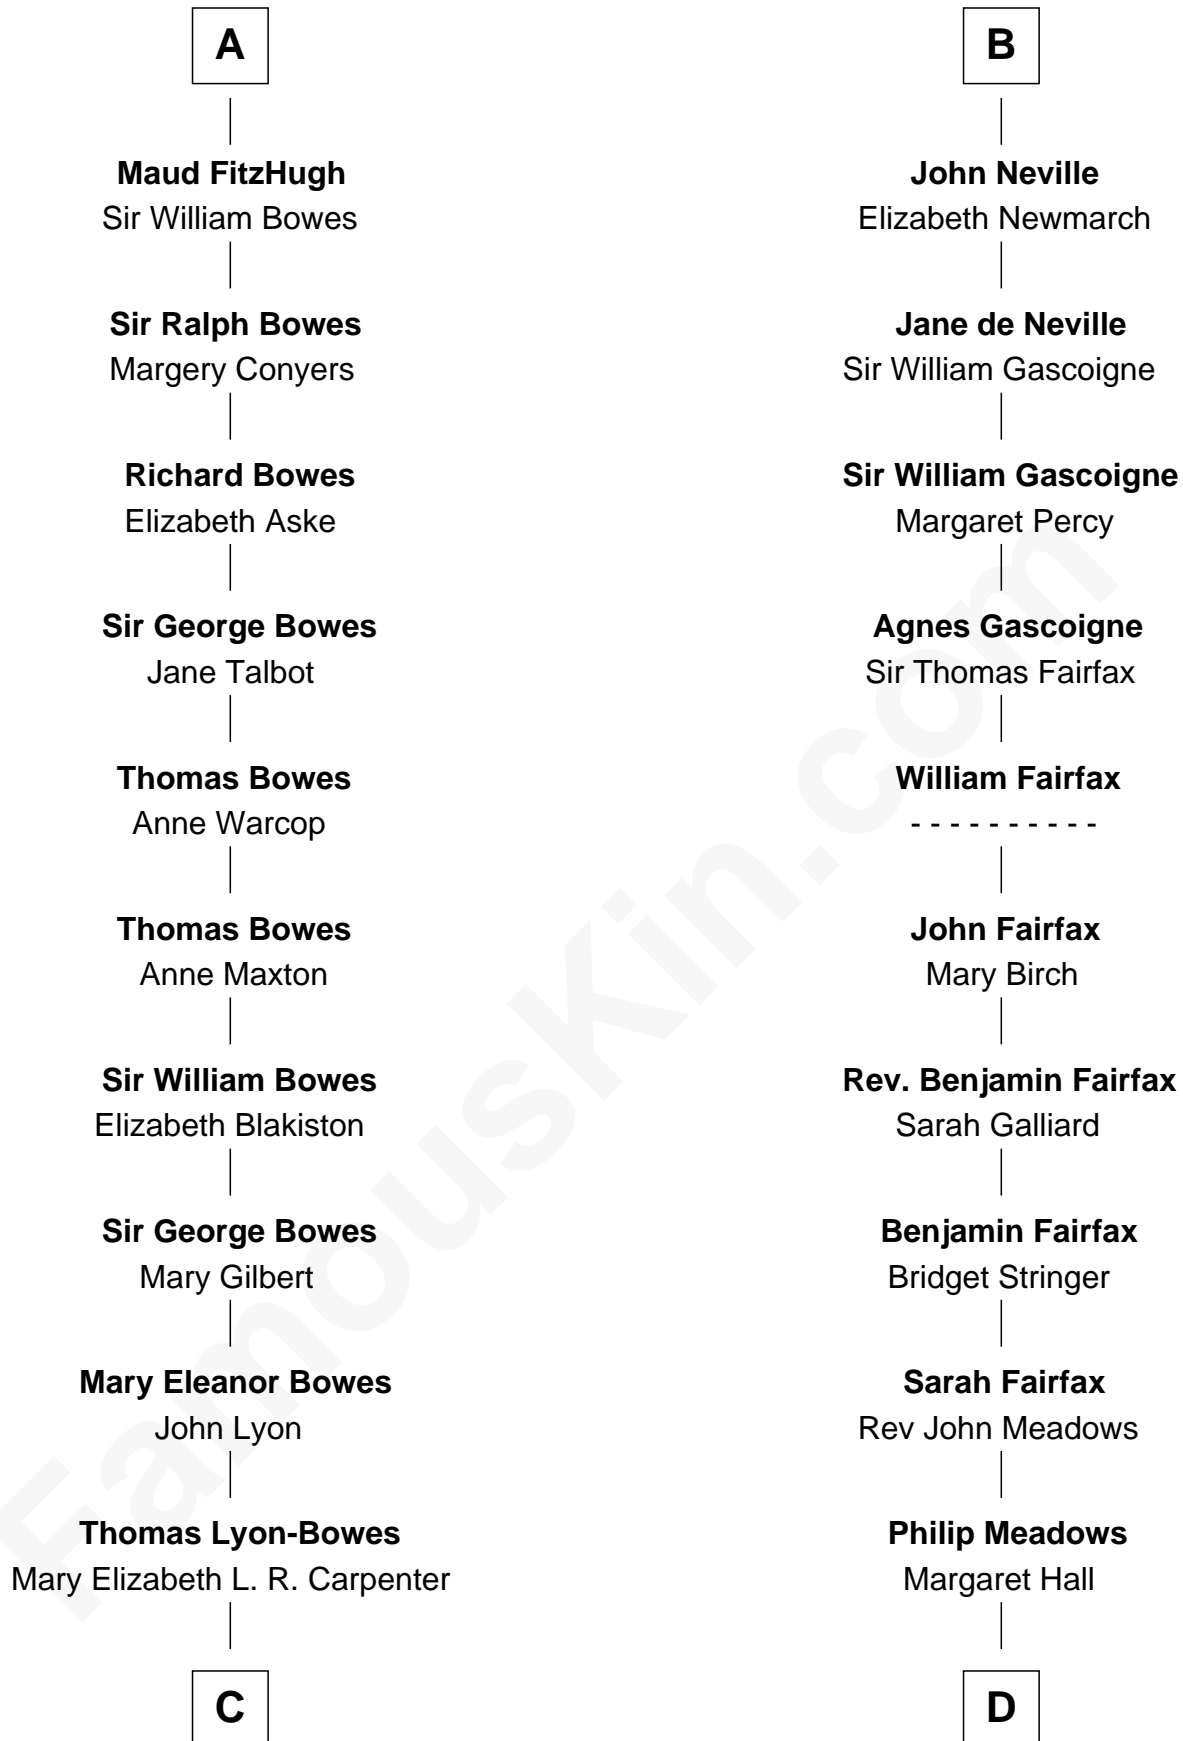 A
Maud FitzHugh
Sir William Bowes
Sir Ralph Bowes
Margery Conyers
Richard Bowes
Elizabeth Aske
Sir George Bowes
Jane Talbot
Thomas Bowes
Anne Warcop
Thomas Bowes
Anne Maxton
Sir William Bowes
Elizabeth Blakiston
Sir George Bowes
Mary Gilbert
Mary Eleanor Bowes
John Lyon
Thomas Lyon-Bowes
Mary Elizabeth L. R. Carpenter
C
B
John Neville
Elizabeth Newmarch
Jane de Neville
Sir William Gascoigne
Sir William Gascoigne
Margaret Percy
Agnes Gascoigne
Sir Thomas Fairfax
William Fairfax
- - - - - - - - - -
John Fairfax
Mary Birch
Rev. Benjamin Fairfax
Sarah Galliard
Benjamin Fairfax
Bridget Stringer
Sarah Fairfax
Rev John Meadows
Philip Meadows
Margaret Hall
D
FamousKin.com